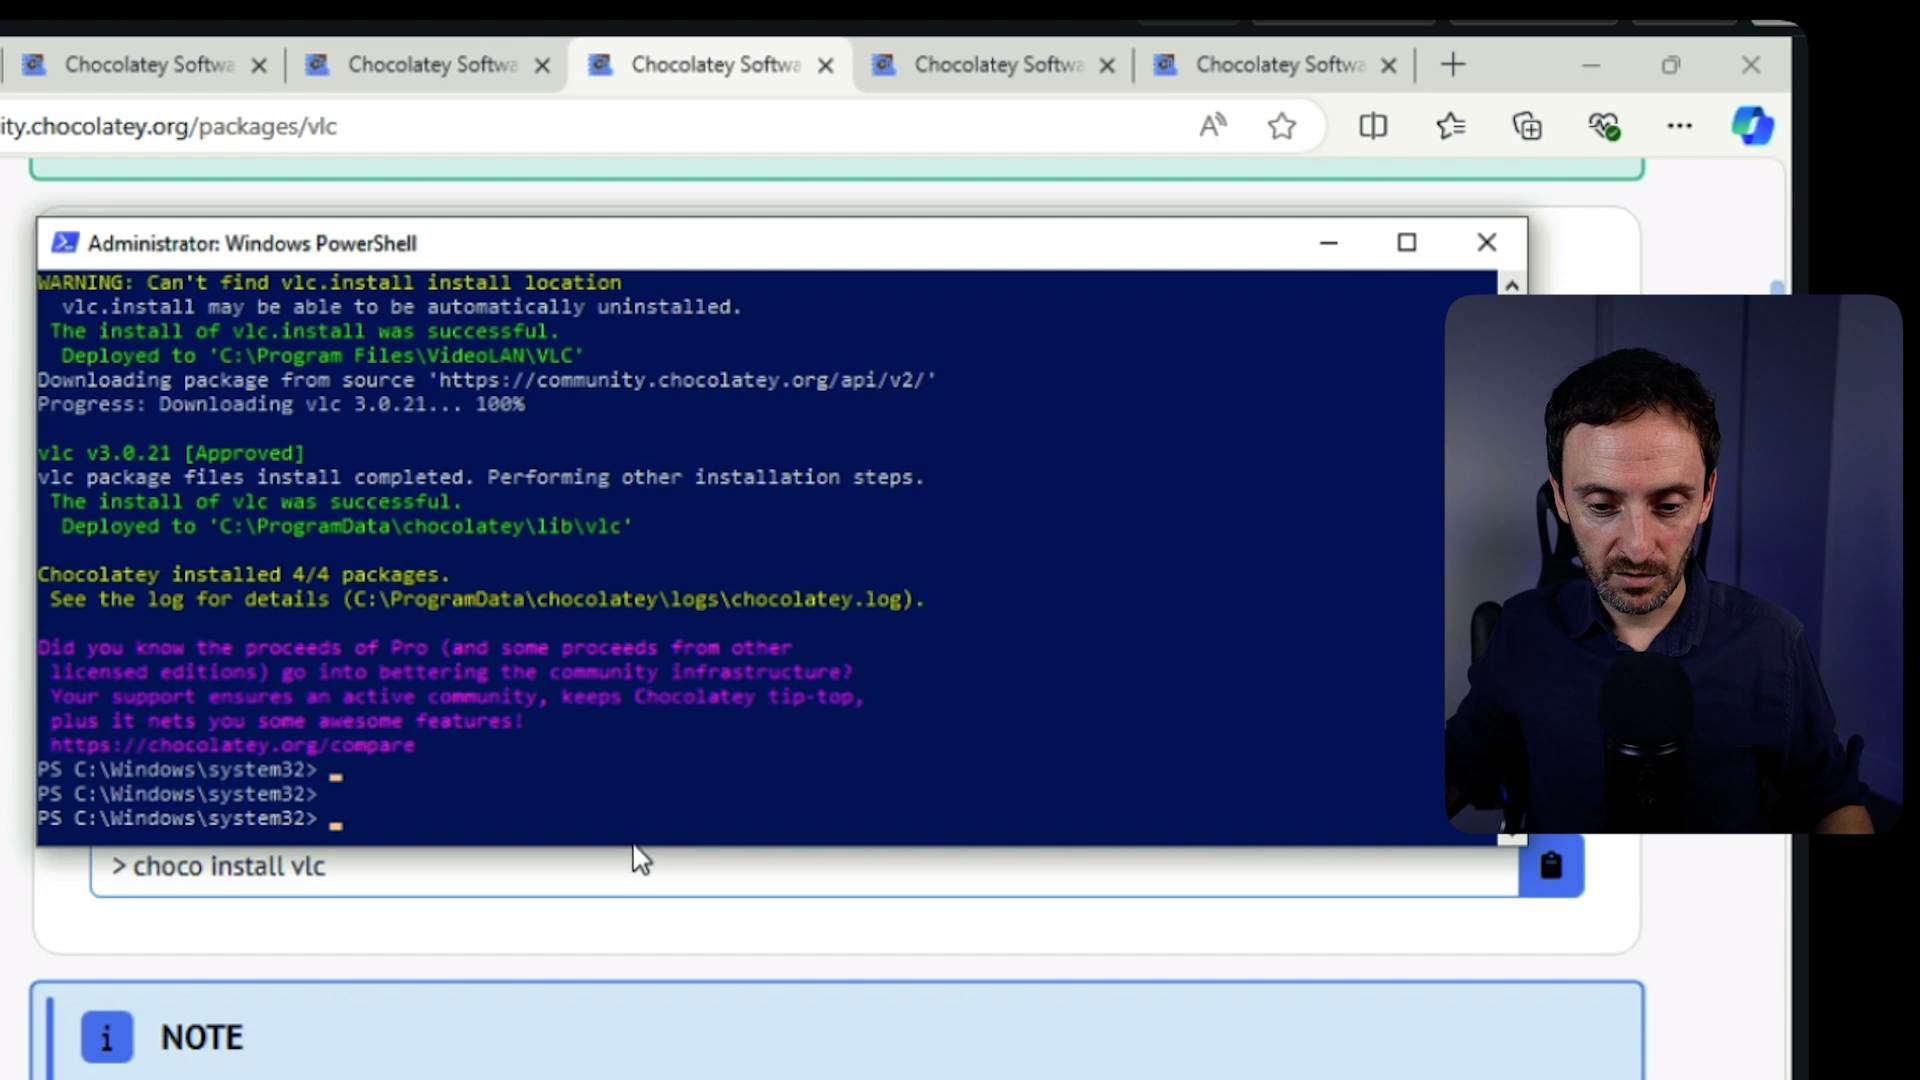 Chocolatey Softwa
Chocolatey Softwa
Chocolatey Softwa
Chocolatey Softwa
Chocolatey Softwa
ity.chocolatey.org/packages/vlc
Administrator: Windows PowerShell
WARNING: Can't find vlc.install install location
vlc.install may be able to be automatically uninstalled.
The install of vlc.install was successful.
Deployed to 'C:\Program Files\VideoLAN\VLC'
Downloading package from source 'https://community.chocolatey.org/api/v2/'
Progress: Downloading vlc 3.0.21... 100%
vlc v3.0.21 [Approved]
vlc package files install completed. Performing other installation steps.
The install of vlc was successful.
Deployed to 'C:\ProgramData\chocolatey\lib\vlc'
Chocolatey installed 4/4 packages.
See the log for details (C:\ProgramData\chocolatey\logs\chocolatey.log).
Did you know the proceeds of Pro (and some proceeds from other
licensed editions) go into bettering the community infrastructure?
Your support ensures an active community, keeps Chocolatey tip-top,
plus it nets you some awesome features!
https://chocolatey.org/compare
PS C:\Windows\system32> _
PS C:\Windows\system32>
PS C:\Windows\system32> _
> choco install vlc
NOTE